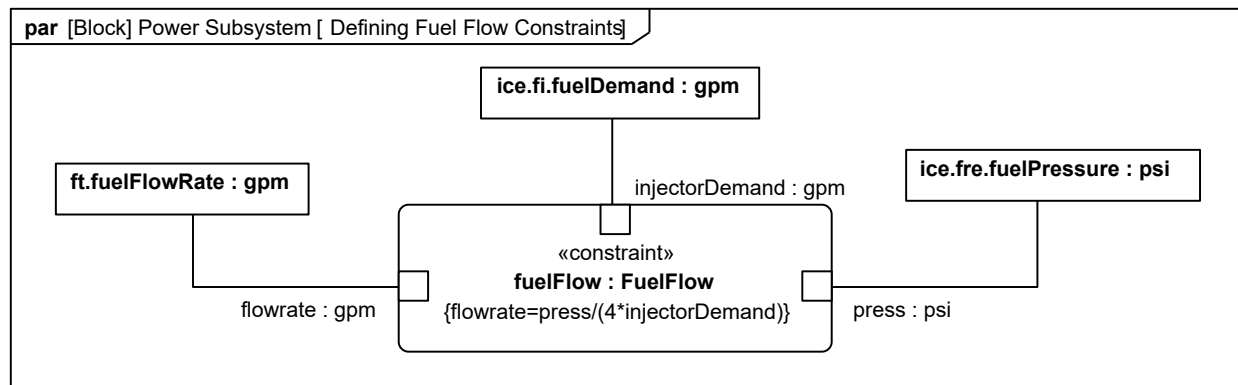 par [Block] Power Subsystem [ Defining Fuel Flow Constraints]
ice.fi.fuelDemand : gpm
ft.fuelFlowRate : gpm
ice.fre.fuelPressure : psi
injectorDemand : gpm
«constraint»
fuelFlow : FuelFlow
{flowrate=press/(4*injectorDemand)}
flowrate : gpm
press : psi